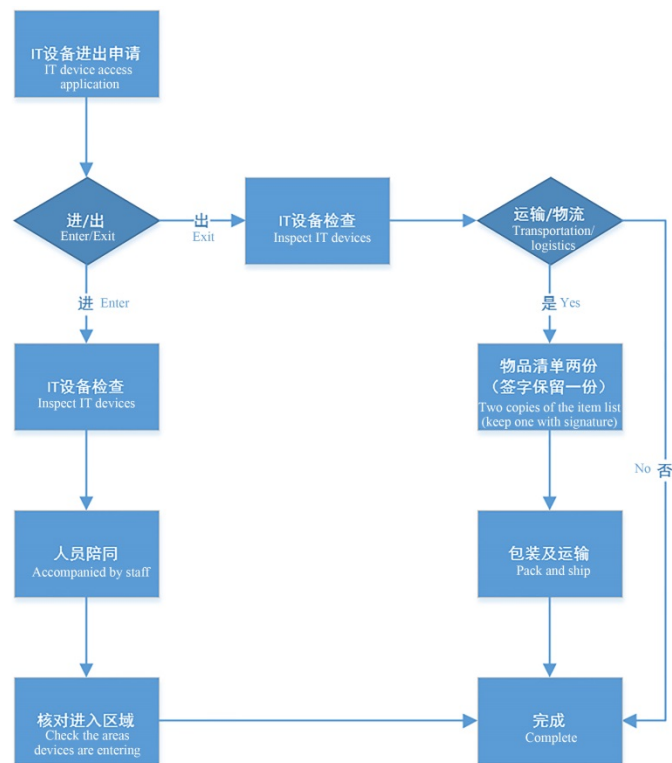 IT设备进出申请
IT device access
application
进/出
Enter/Exit
出
Exit
IT设备检查
Inspect IT devices
运输/物流
Transportation/
logistics
进 Enter
是 Yes
IT设备检查
Inspect IT devices
物品清单两份
（签字保留一份）
Two copies of the item list
(keep one with signature)
No 否
人员陪同
Accompanied by staff
包装及运输
Pack and ship
核对进入区域
Check the areas
devices are entering
完成
Complete